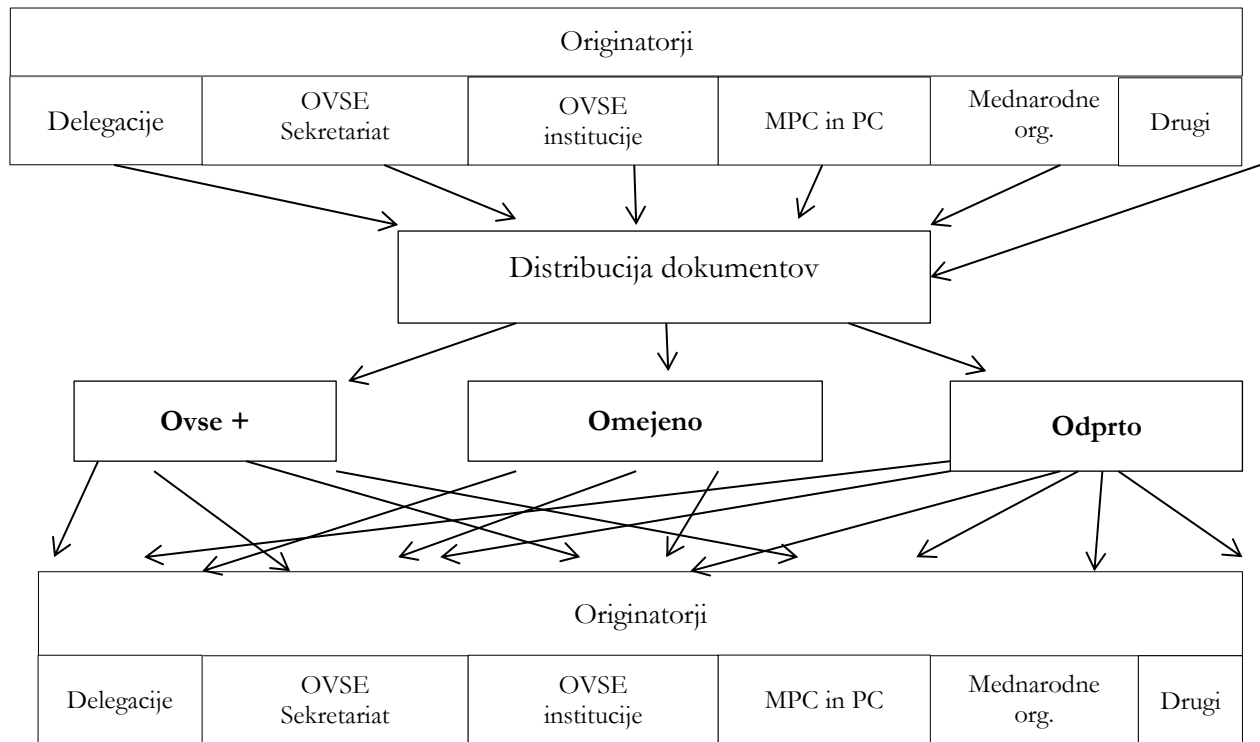 Originatorji
Delegacije
OVSE
Sekretariat
OVSE
institucije
MPC in PC
Mednarodne
org.
Drugi
Distribucija dokumentov
Ovse +
Omejeno
Odprto
Originatorji
Delegacije
OVSE
Sekretariat
OVSE
institucije
MPC in PC
Mednarodne
org.
Drugi